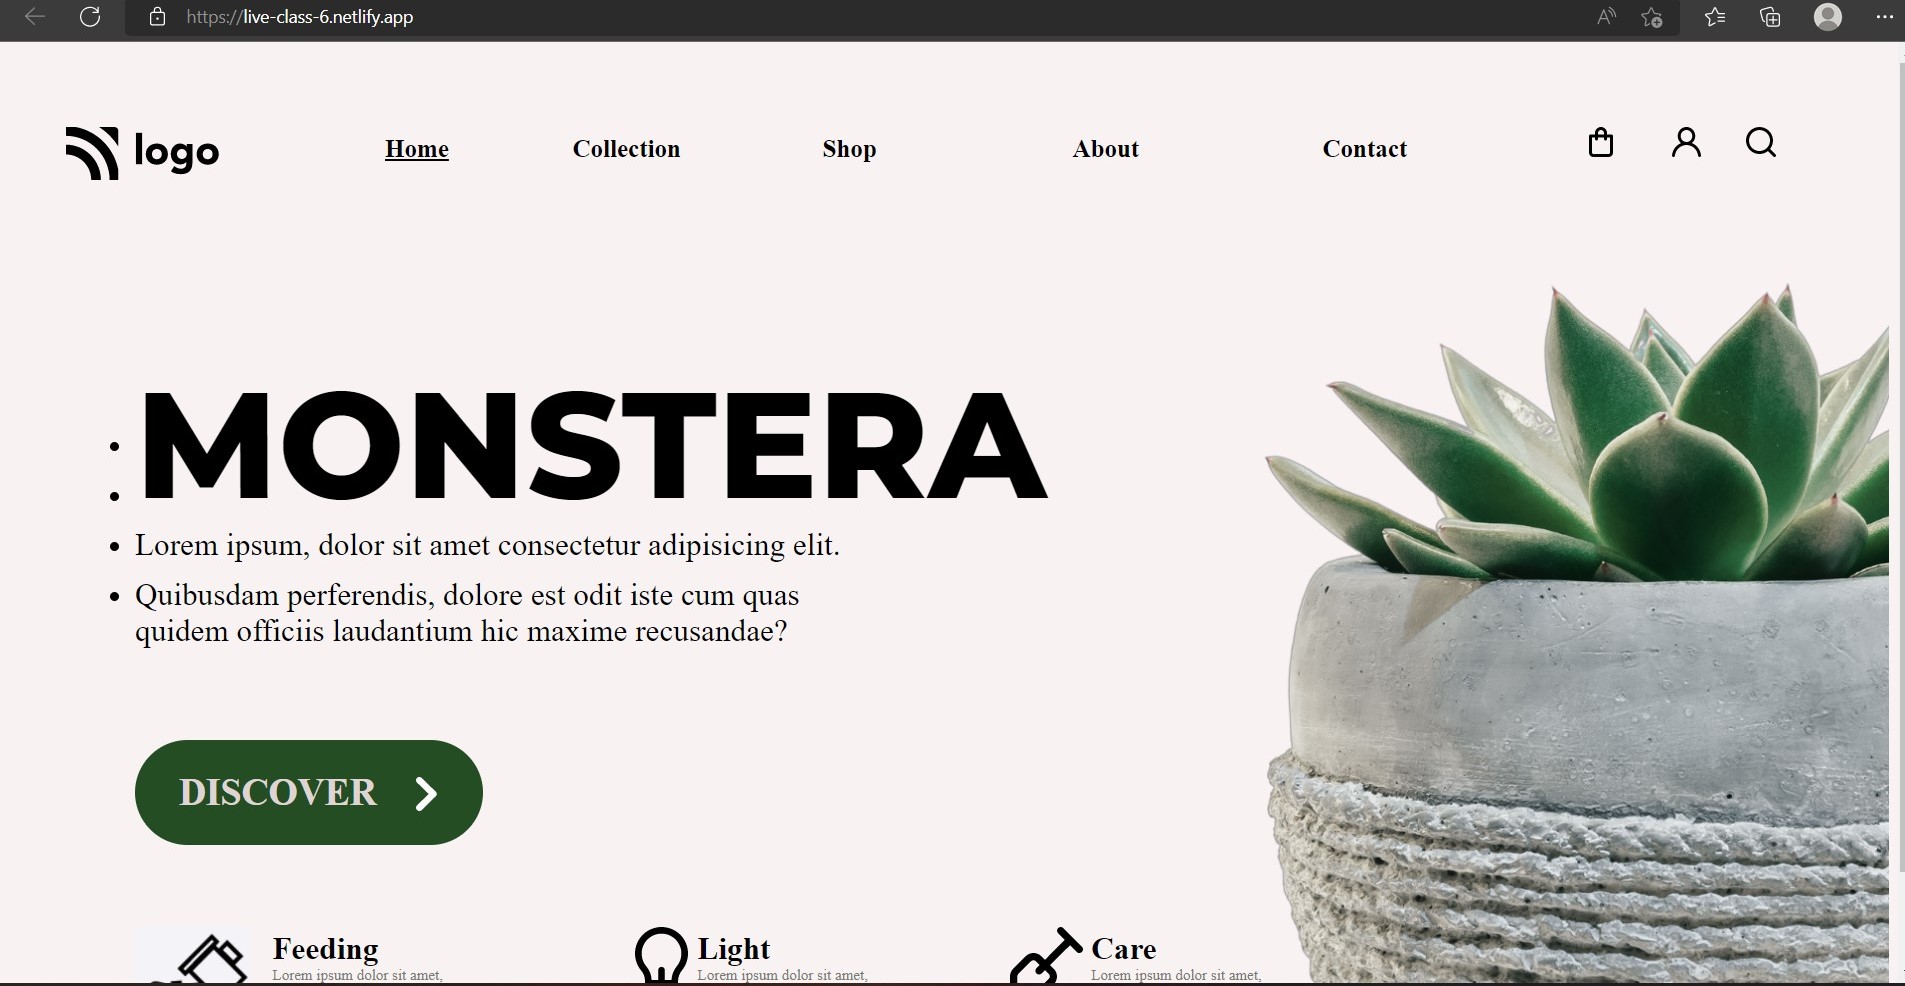 https://live-class-6.netlify.app
logo
Home Collection Shop About Contact
MONSTERA
Lorem ipsum, dolor sit amet consectetur adipisicing elit.
Quibusdam perferendis, dolore est odit iste cum quas
quidem officiis laudantium hic maxime recusandae?
DISCOVER
Feeding Light Care
Lorem ipsum dolor sit amet, Lorem ipsum dolor sit amet, Lorem ipsum dolor sit amet,